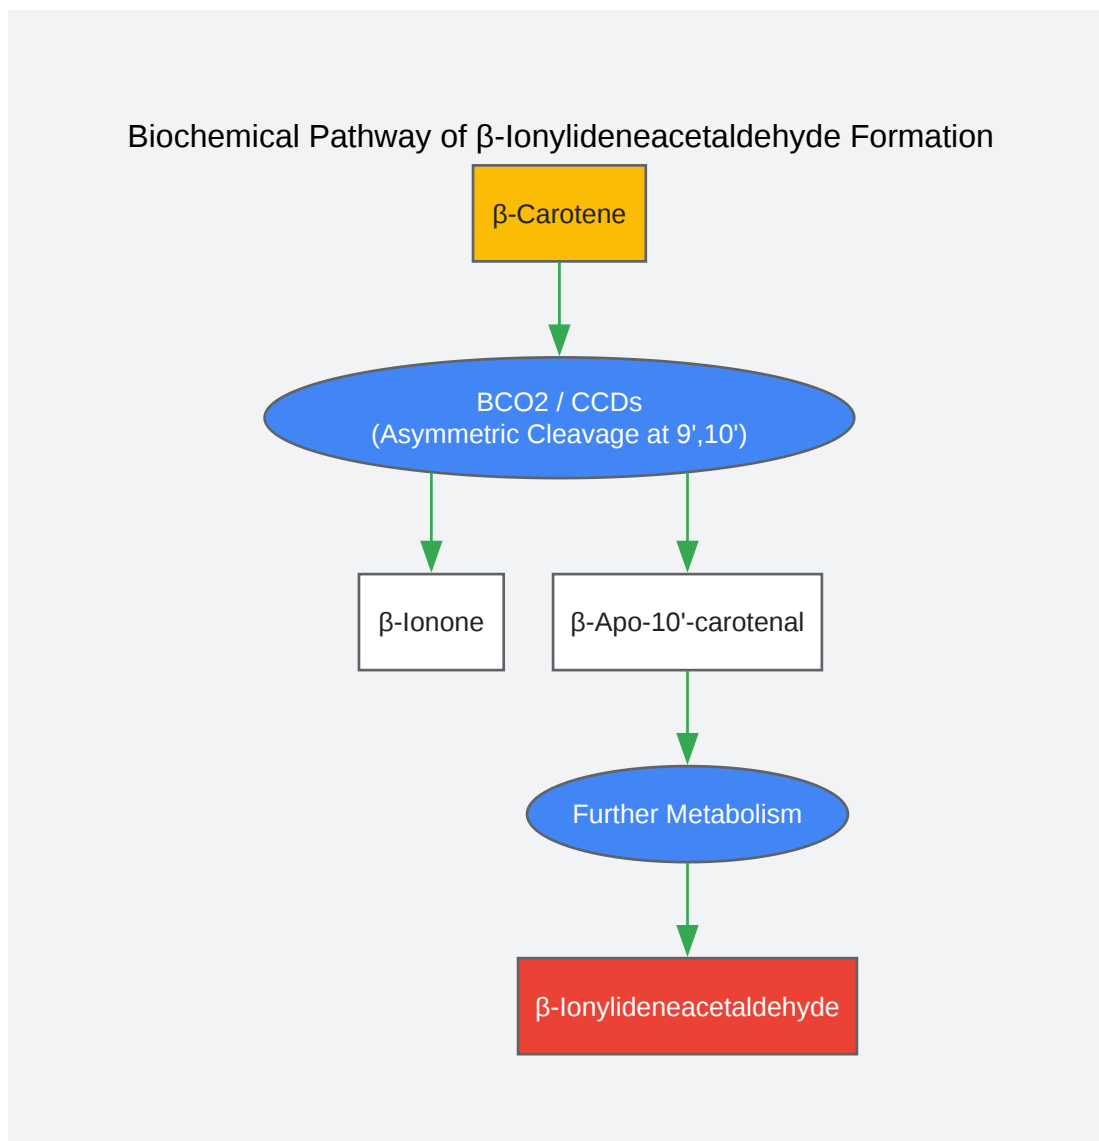 Biochemical Pathway of β-Ionylideneacetaldehyde Formation
β-Carotene
BCO2 / CCDs
(Asymmetric Cleavage at 9',10')
β-Ionone
β-Apo-10'-carotenal
Further Metabolism
β-Ionylideneacetaldehyde